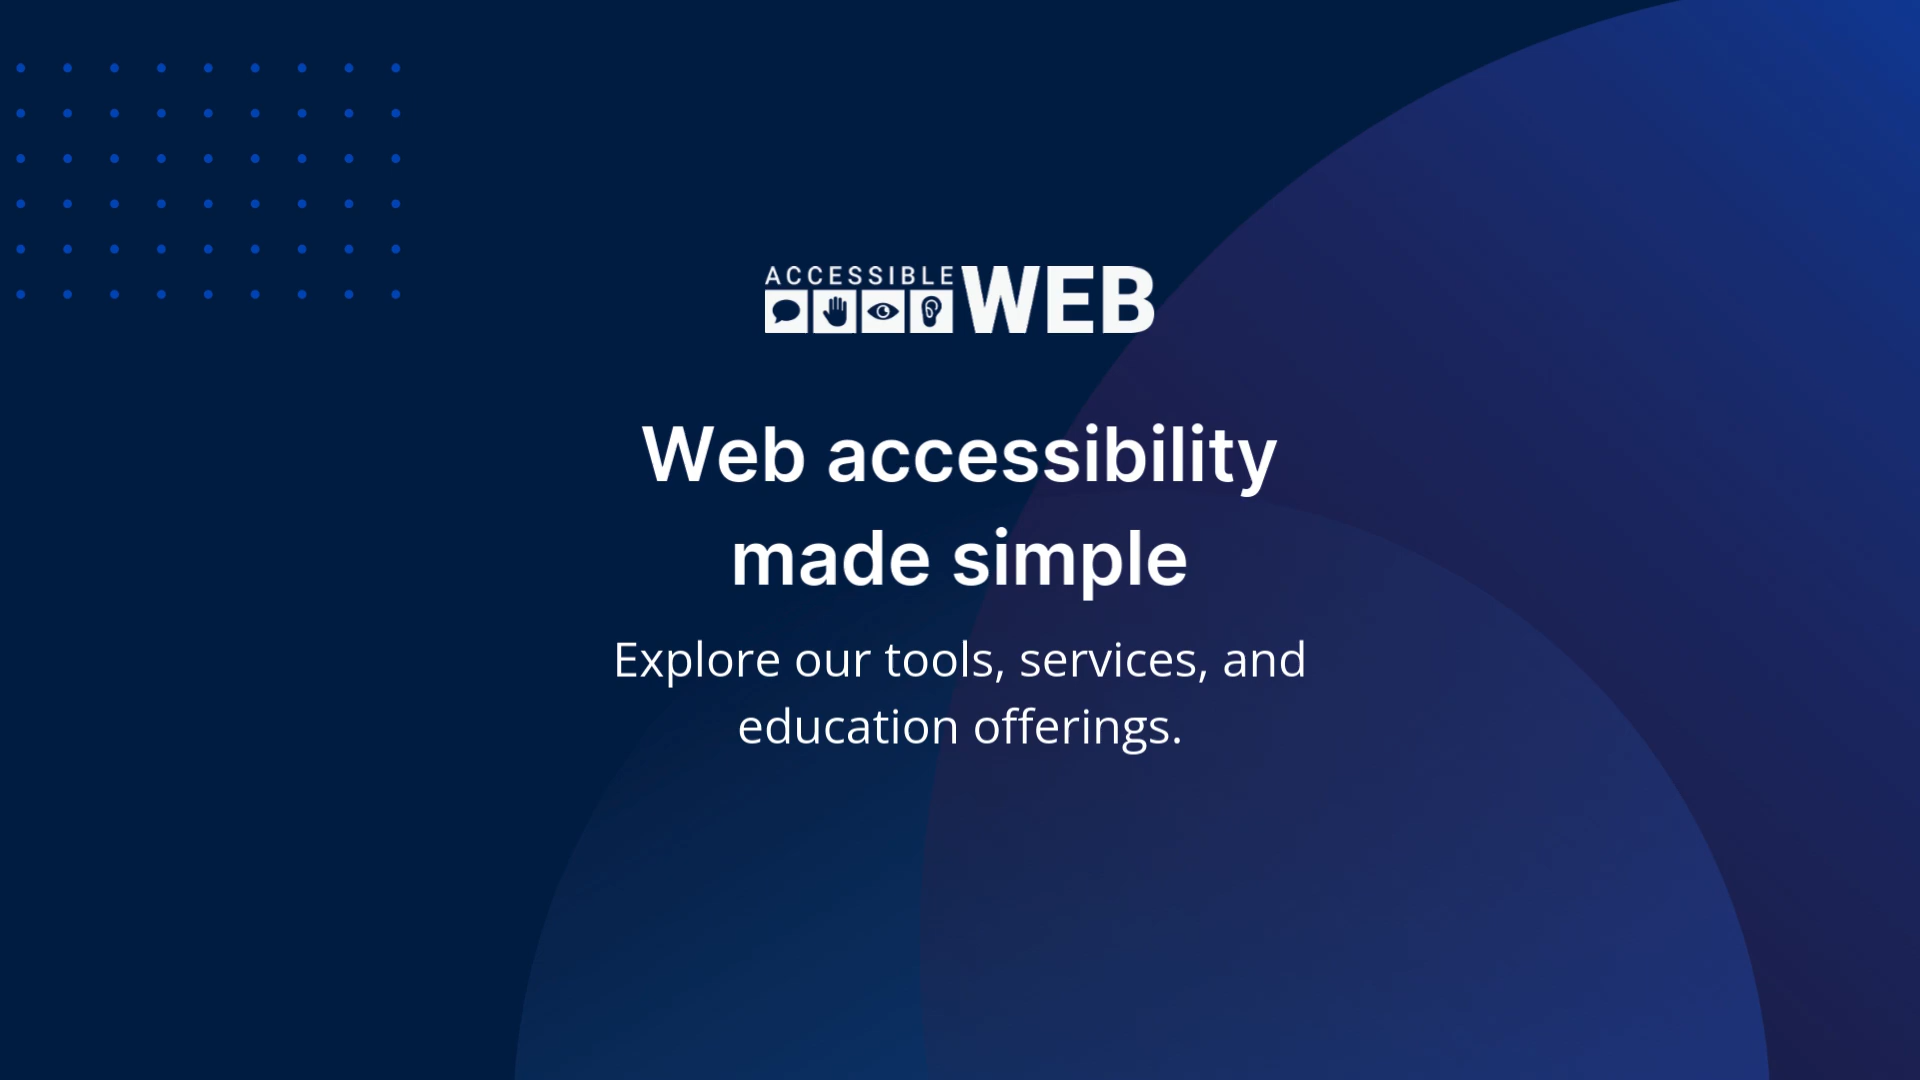 ACCESSIBLE WEB
Web accessibility
made simple
Explore our tools, services, and
education offerings.